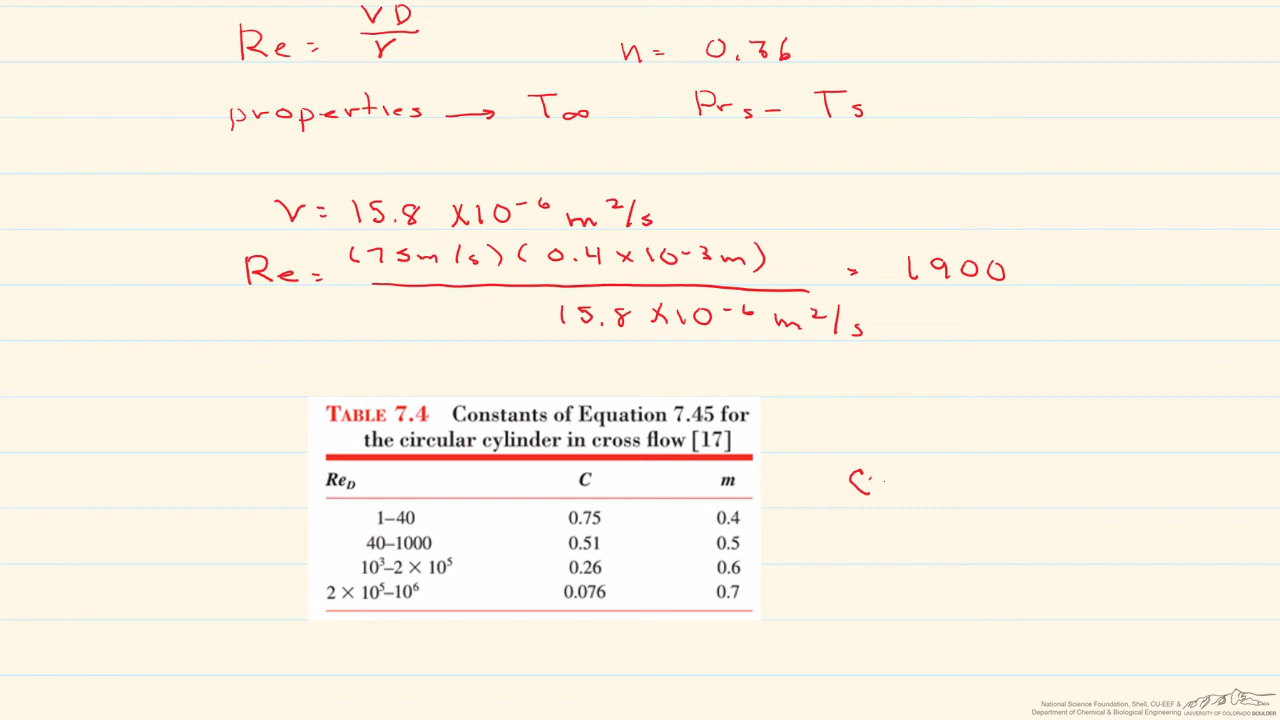 Re = VD/ν n = 0.36
properties → T∞ Prs – Ts
ν = 15.8 ×10⁻⁶ m²/s
Re = (75m/s)(0.4×10⁻³m) / 15.8 ×10⁻⁶ m²/s = 1900
TABLE 7.4 Constants of Equation 7.45 for
the circular cylinder in cross flow [17]
Re_D C m
1–40 0.75 0.4
40–1000 0.51 0.5
10³–2 × 10⁵ 0.26 0.6
2 × 10⁵–10⁶ 0.076 0.7
C
National Science Foundation, Shell, CU-EEF &
Department of Chemical & Biological Engineering UNIVERSITY OF COLORADO BOULDER